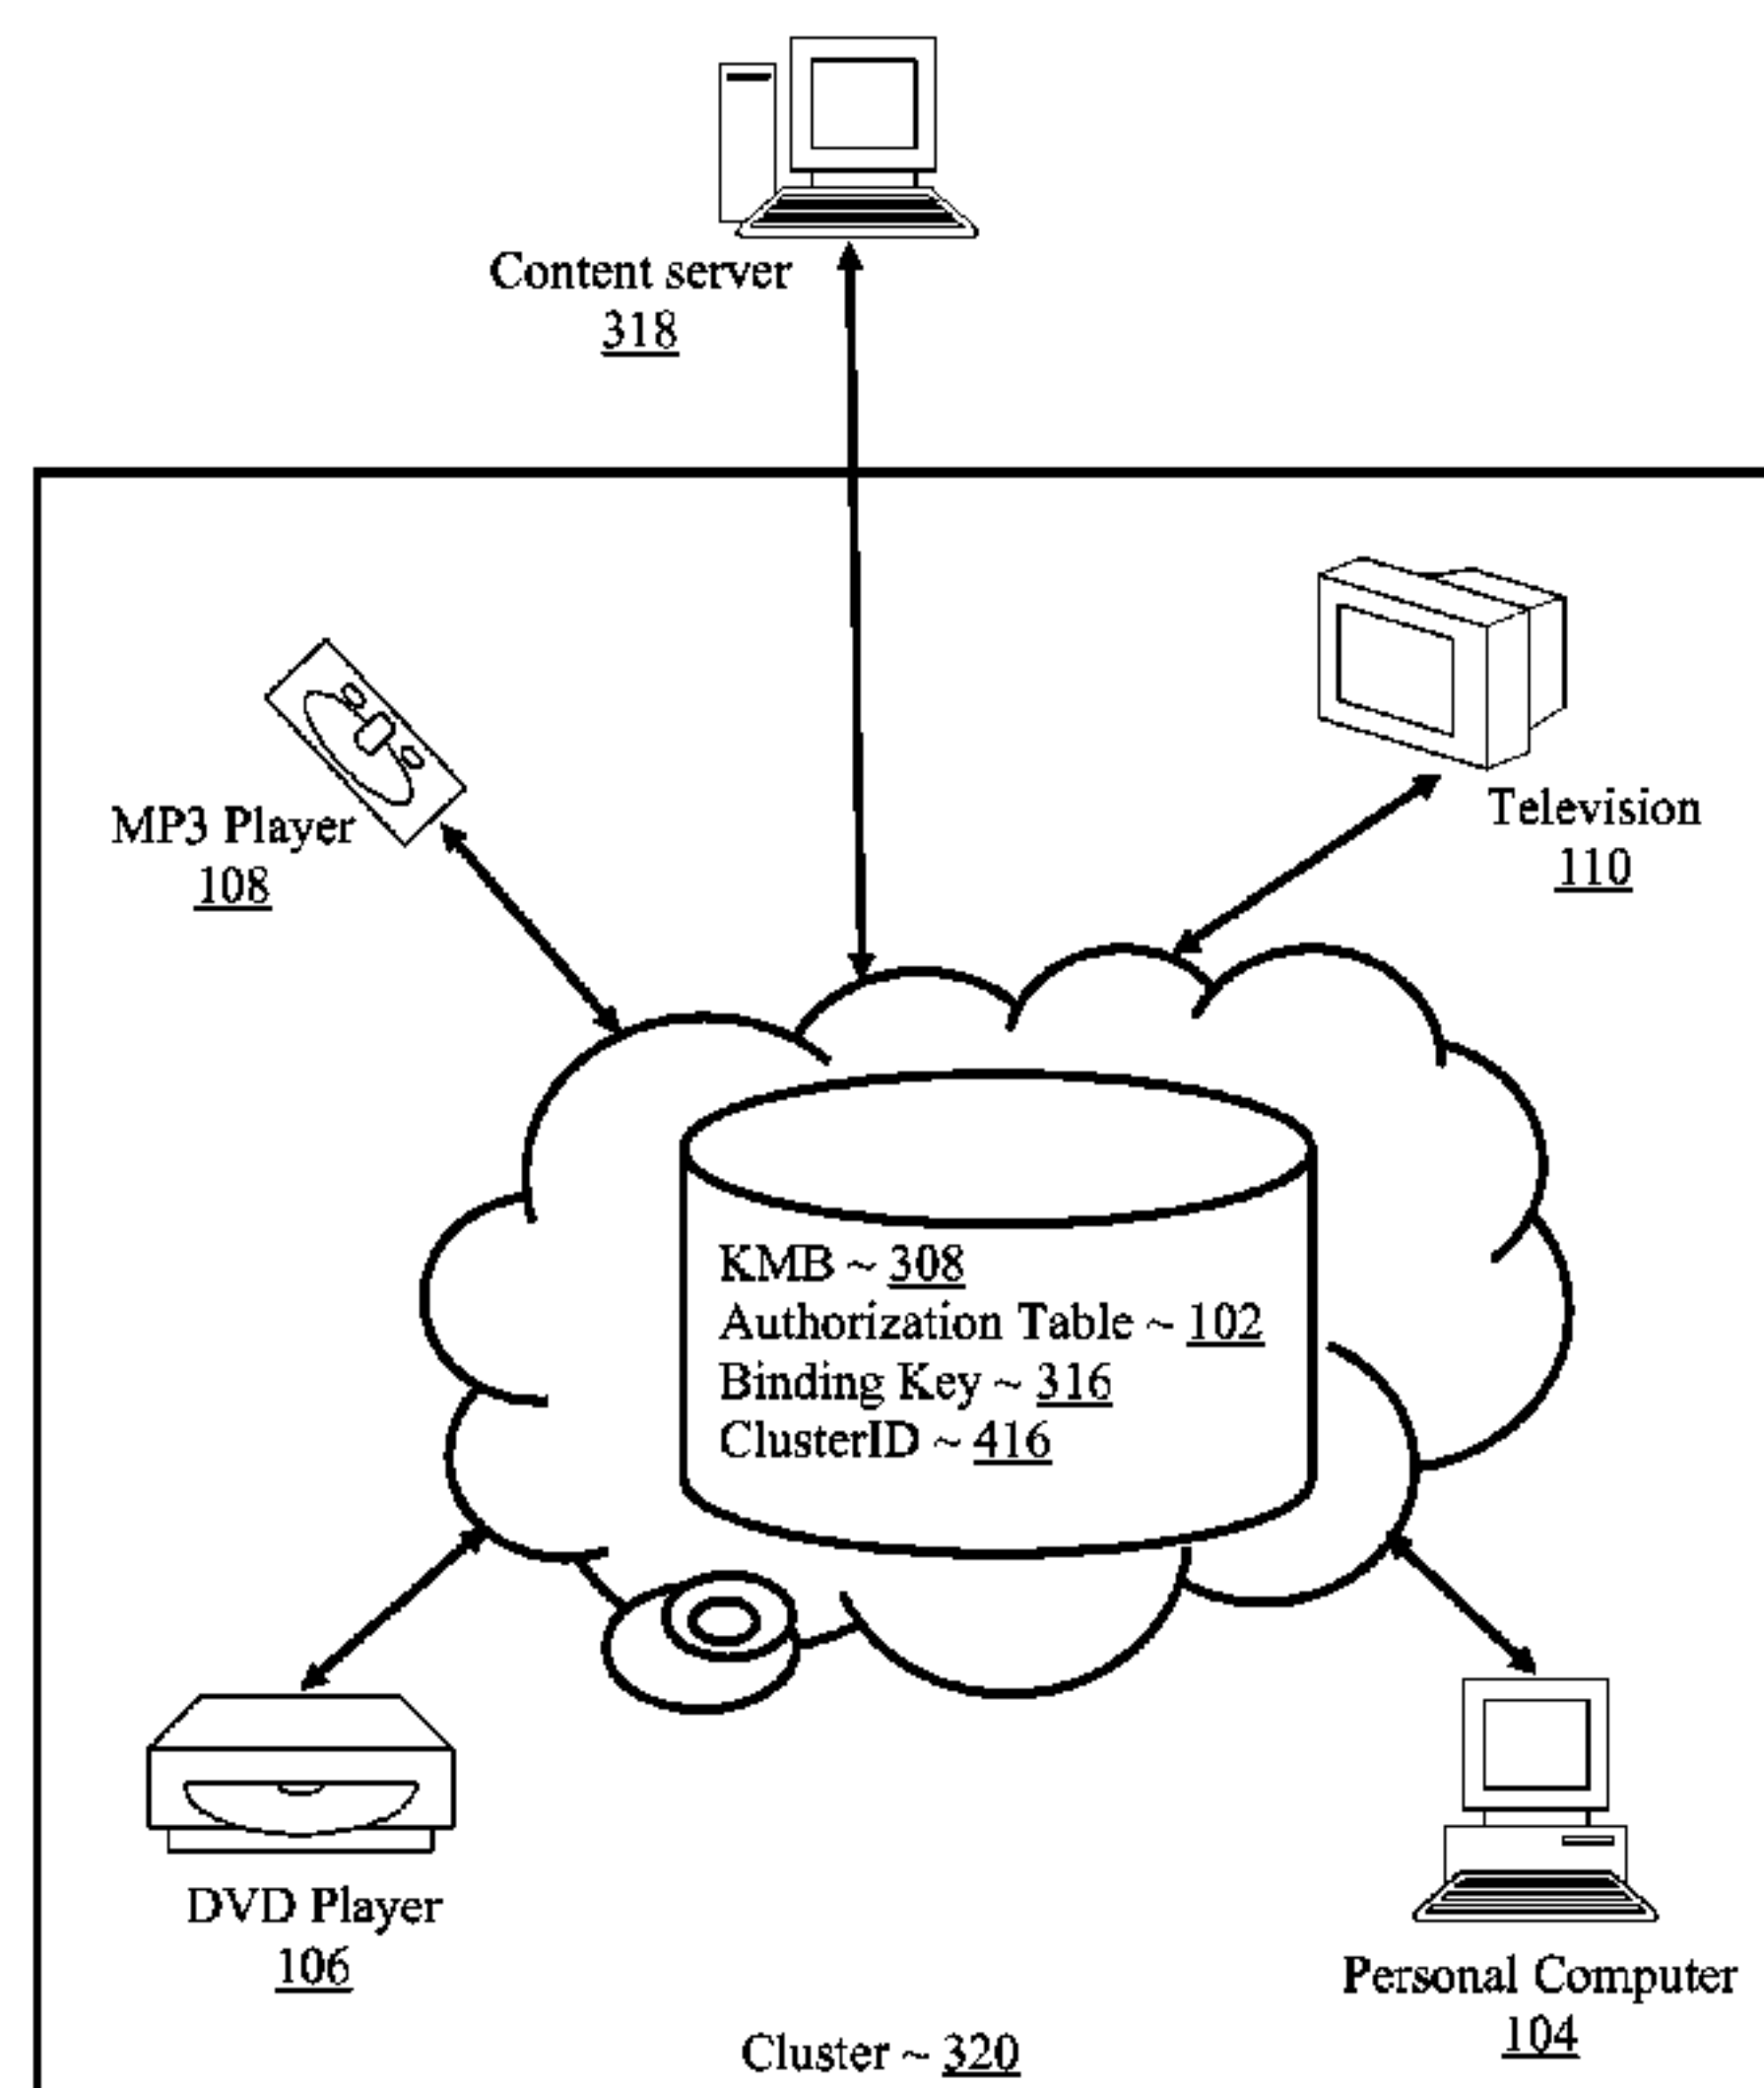 Content server
318
MP3 Player
108
Television
110
KMB ~ 308
Authorization Table ~ 102
Binding Key ~ 316
ClusterID ~ 416
DVD Player
106
Personal Computer
104
Cluster ~ 320